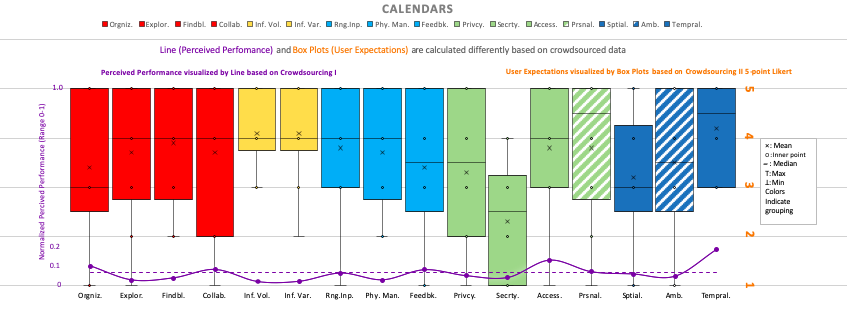 CALENDARS
Orgniz. Explor. Findbl. Collab. Inf. Vol. Inf. Var. Rng.Inp. Phy. Man. Feedbk. Privcy. Secrty. Access. Prsnal. Sptial. Amb. Tempral.
Line (Perceived Perfomance) and Box Plots (User Expectations) are calculated differently based on crowdsourced data
Perceived Performance visualized by Line based on Crowdsourcing I
User Expectations visualized by Box Plots based on Crowdsourcing II 5-point Likert
Normalized Percived Performance (Range 0-1)
1.0
0.2
0.1
0
5
4
3
2
1
×: Mean
o:Inner point
–: Median
T:Max
⊥:Min
Colors
Indicate
grouping
Orgniz. Explor. Findbl. Collab. Inf. Vol. Inf. Var. Rng.Inp. Phy. Man. Feedbk. Privcy. Secrty. Access. Prsnal. Sptial. Amb. Tempral.